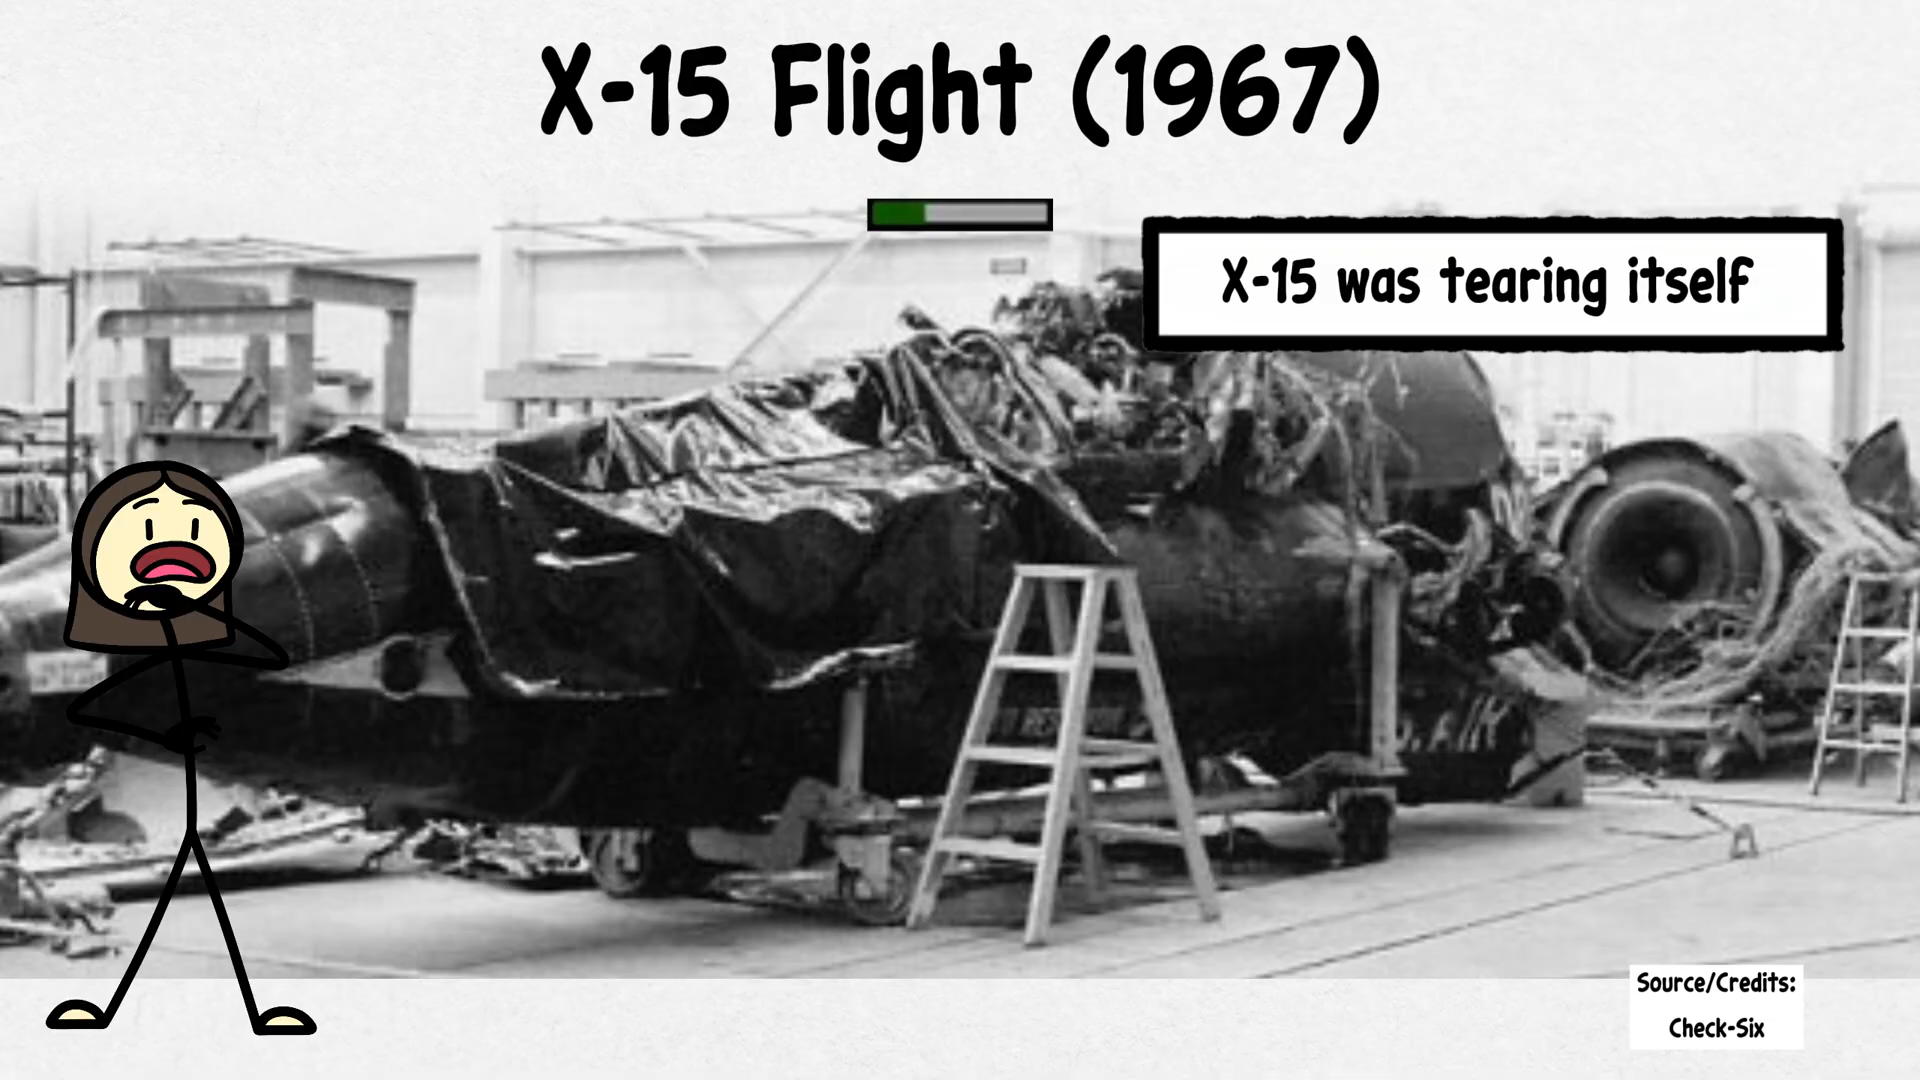 X-15 Flight (1967)
X-15 was tearing itself
Source/Credits:
Check-Six